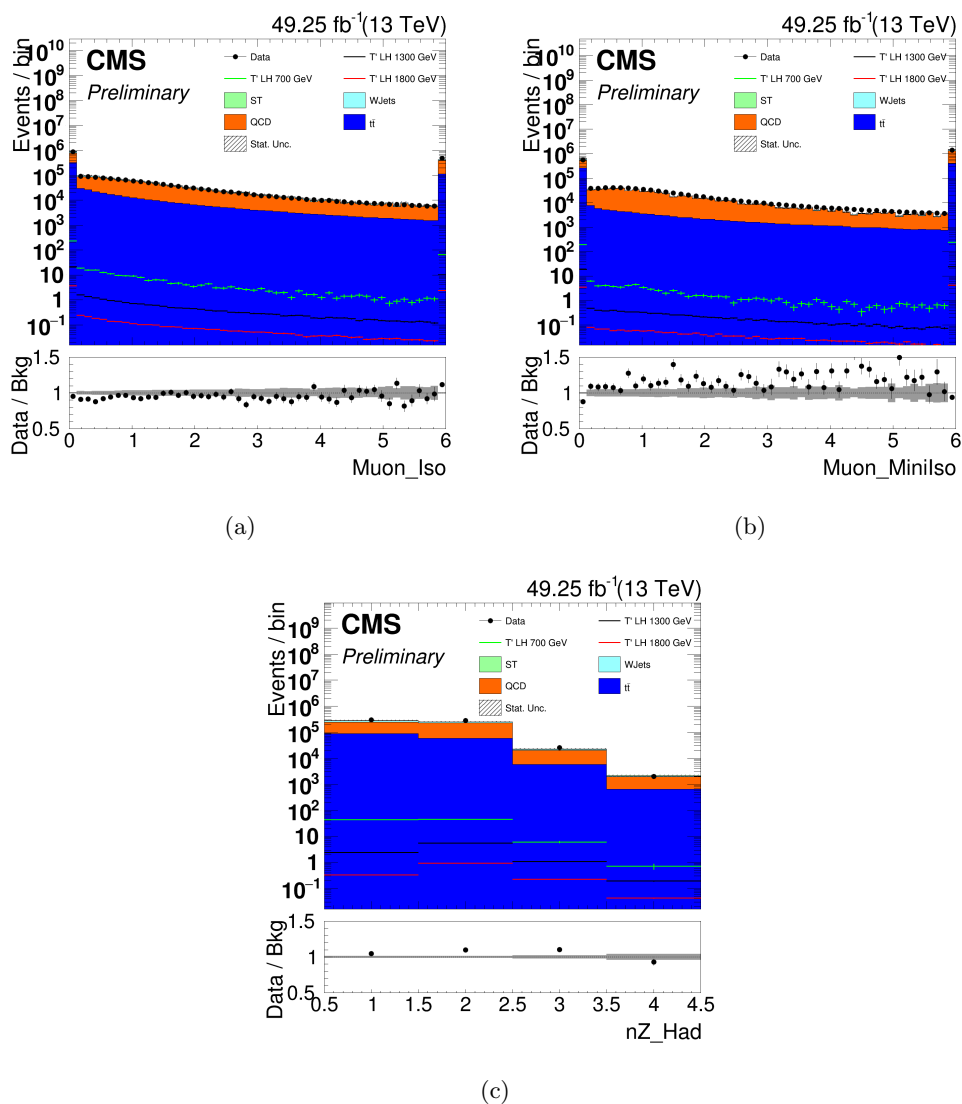 49.25 fb⁻¹(13 TeV)
Events / bin
CMS
Preliminary
Data
T' LH 1300 GeV
T' LH 700 GeV
T' LH 1800 GeV
ST
WJets
QCD
tt̄
Stat. Unc.
10¹⁰
10⁹
10⁸
10⁷
10⁶
10⁵
10⁴
10³
10²
10
1
10⁻¹
Data / Bkg
1.5
1
0.5
0 1 2 3 4 5 6
Muon_Iso
(a)
49.25 fb⁻¹(13 TeV)
Events / bin
CMS
Preliminary
Data
T' LH 1300 GeV
T' LH 700 GeV
T' LH 1800 GeV
ST
WJets
QCD
tt̄
Stat. Unc.
10¹⁰
10⁹
10⁸
10⁷
10⁶
10⁵
10⁴
10³
10²
10
1
10⁻¹
Data / Bkg
1.5
1
0.5
0 1 2 3 4 5 6
Muon_MiniIso
(b)
49.25 fb⁻¹(13 TeV)
Events / bin
CMS
Preliminary
Data
T' LH 1300 GeV
T' LH 700 GeV
T' LH 1800 GeV
ST
WJets
QCD
tt̄
Stat. Unc.
10⁹
10⁸
10⁷
10⁶
10⁵
10⁴
10³
10²
10
1
10⁻¹
Data / Bkg
1.5
1
0.5
0.5 1 1.5 2 2.5 3 3.5 4 4.5
nZ_Had
(c)